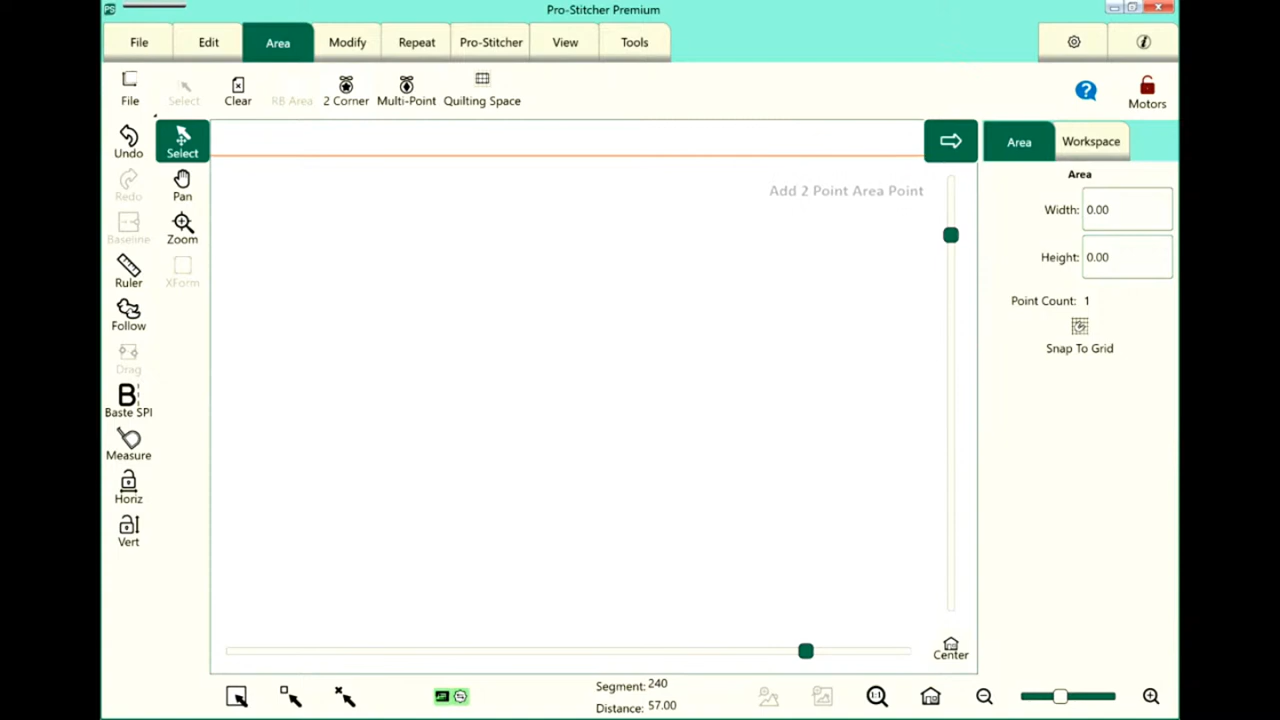 PS
Pro-Stitcher Premium
File Edit Area Modify Repeat Pro-Stitcher View Tools
File Select Clear RB Area 2 Corner Multi-Point Quilting Space Motors
Undo Select Area Workspace
Area
Add 2 Point Area Point
Redo Pan
Width: 0.00
Baseline Zoom
Height: 0.00
Ruler XForm
Point Count: 1
Follow
Snap To Grid
Drag
B
Baste SPI
Measure
Horiz
Vert
Center
Segment: 240
Distance: 57.00